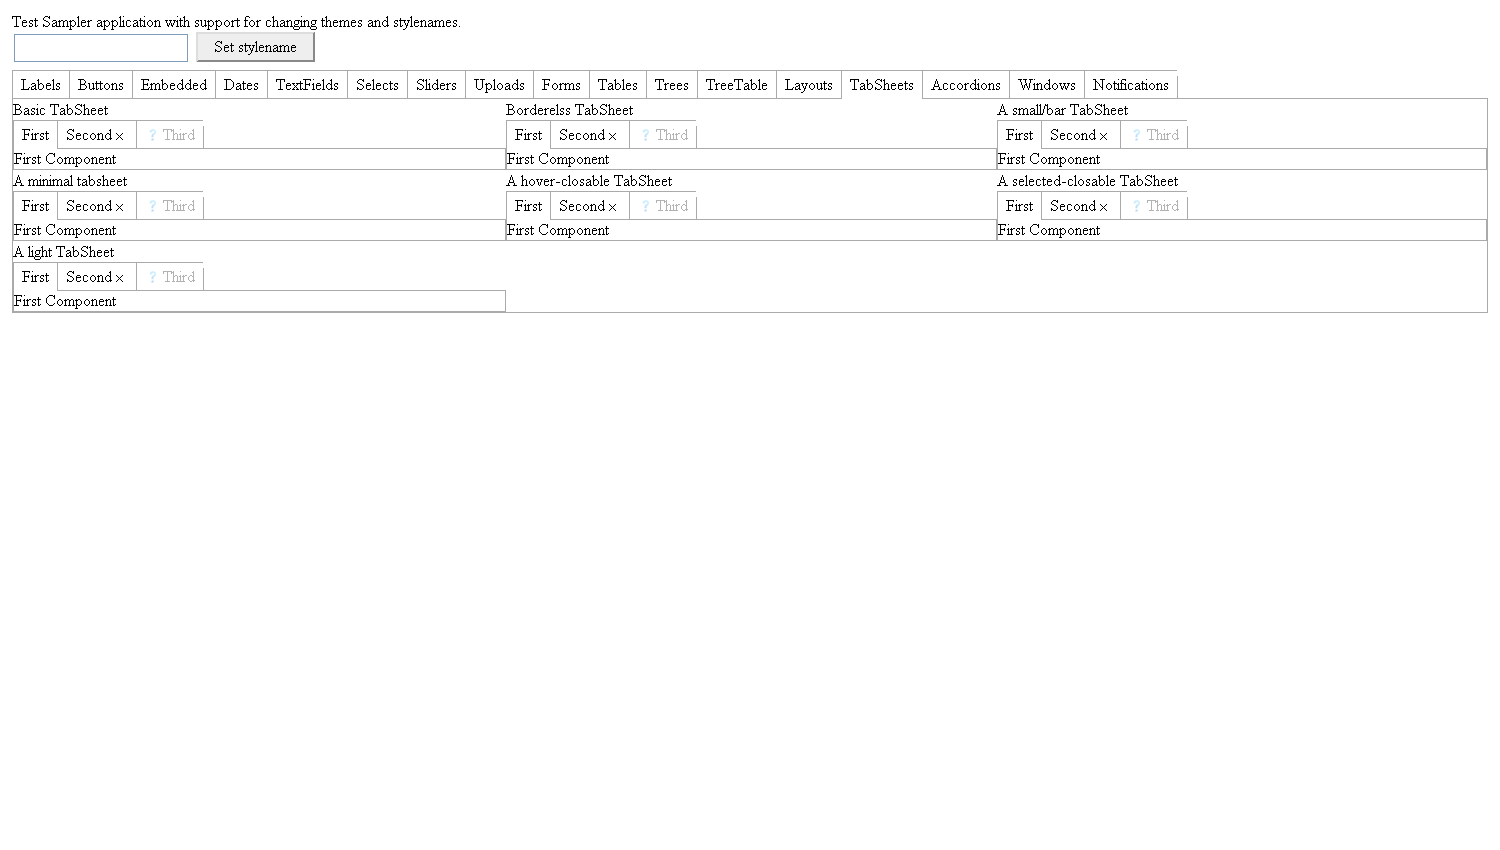 Test Sampler application with support for changing themes and stylenames.
Set stylename
Labels Buttons Embedded Dates TextFields Selects Sliders Uploads Forms Tables Trees TreeTable Layouts TabSheets Accordions Windows Notifications
Basic TabSheet Borderelss TabSheet A small/bar TabSheet
First Second × ? Third First Second × ? Third First Second × ? Third
First Component First Component First Component
A minimal tabsheet A hover-closable TabSheet A selected-closable TabSheet
First Second × ? Third First Second × ? Third First Second × ? Third
First Component First Component First Component
A light TabSheet
First Second × ? Third
First Component